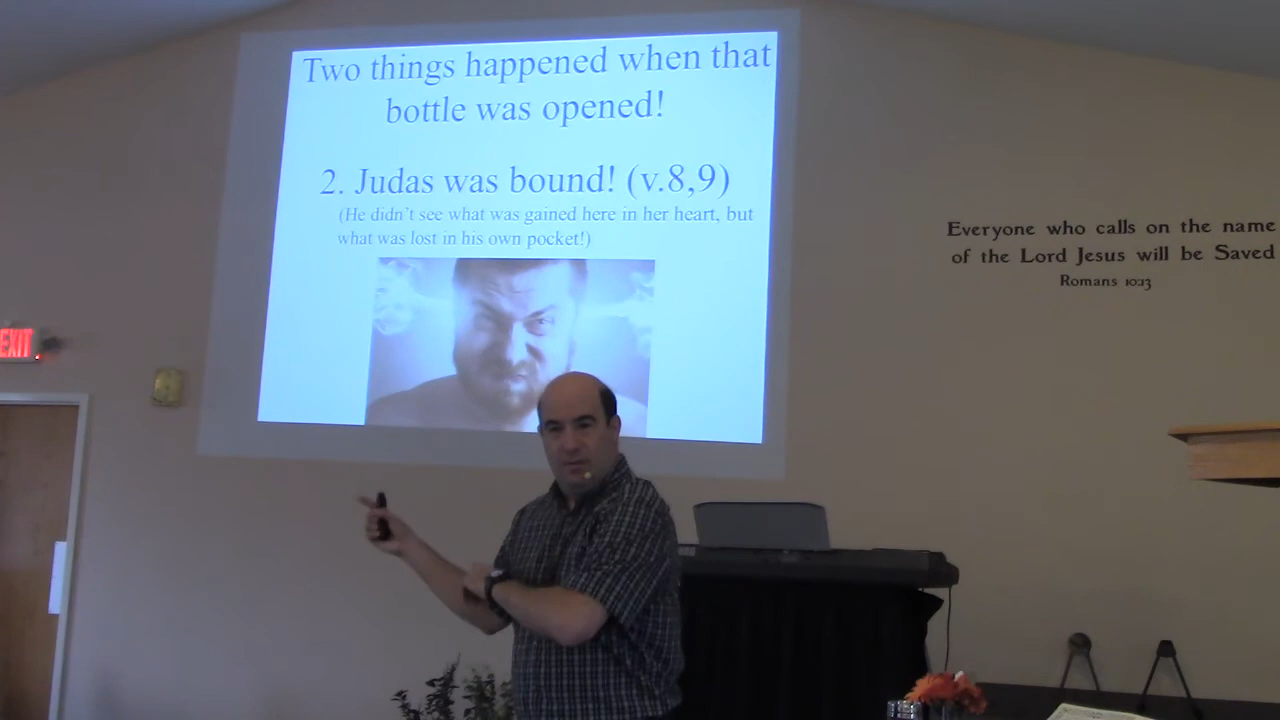 Two things happened when that
bottle was opened!
2. Judas was bound! (v.8,9)
(He didn't see what was gained here in her heart, but
what was lost in his own pocket!)
Everyone who calls on the name
of the Lord Jesus will be Saved
Romans 10:13
EXIT